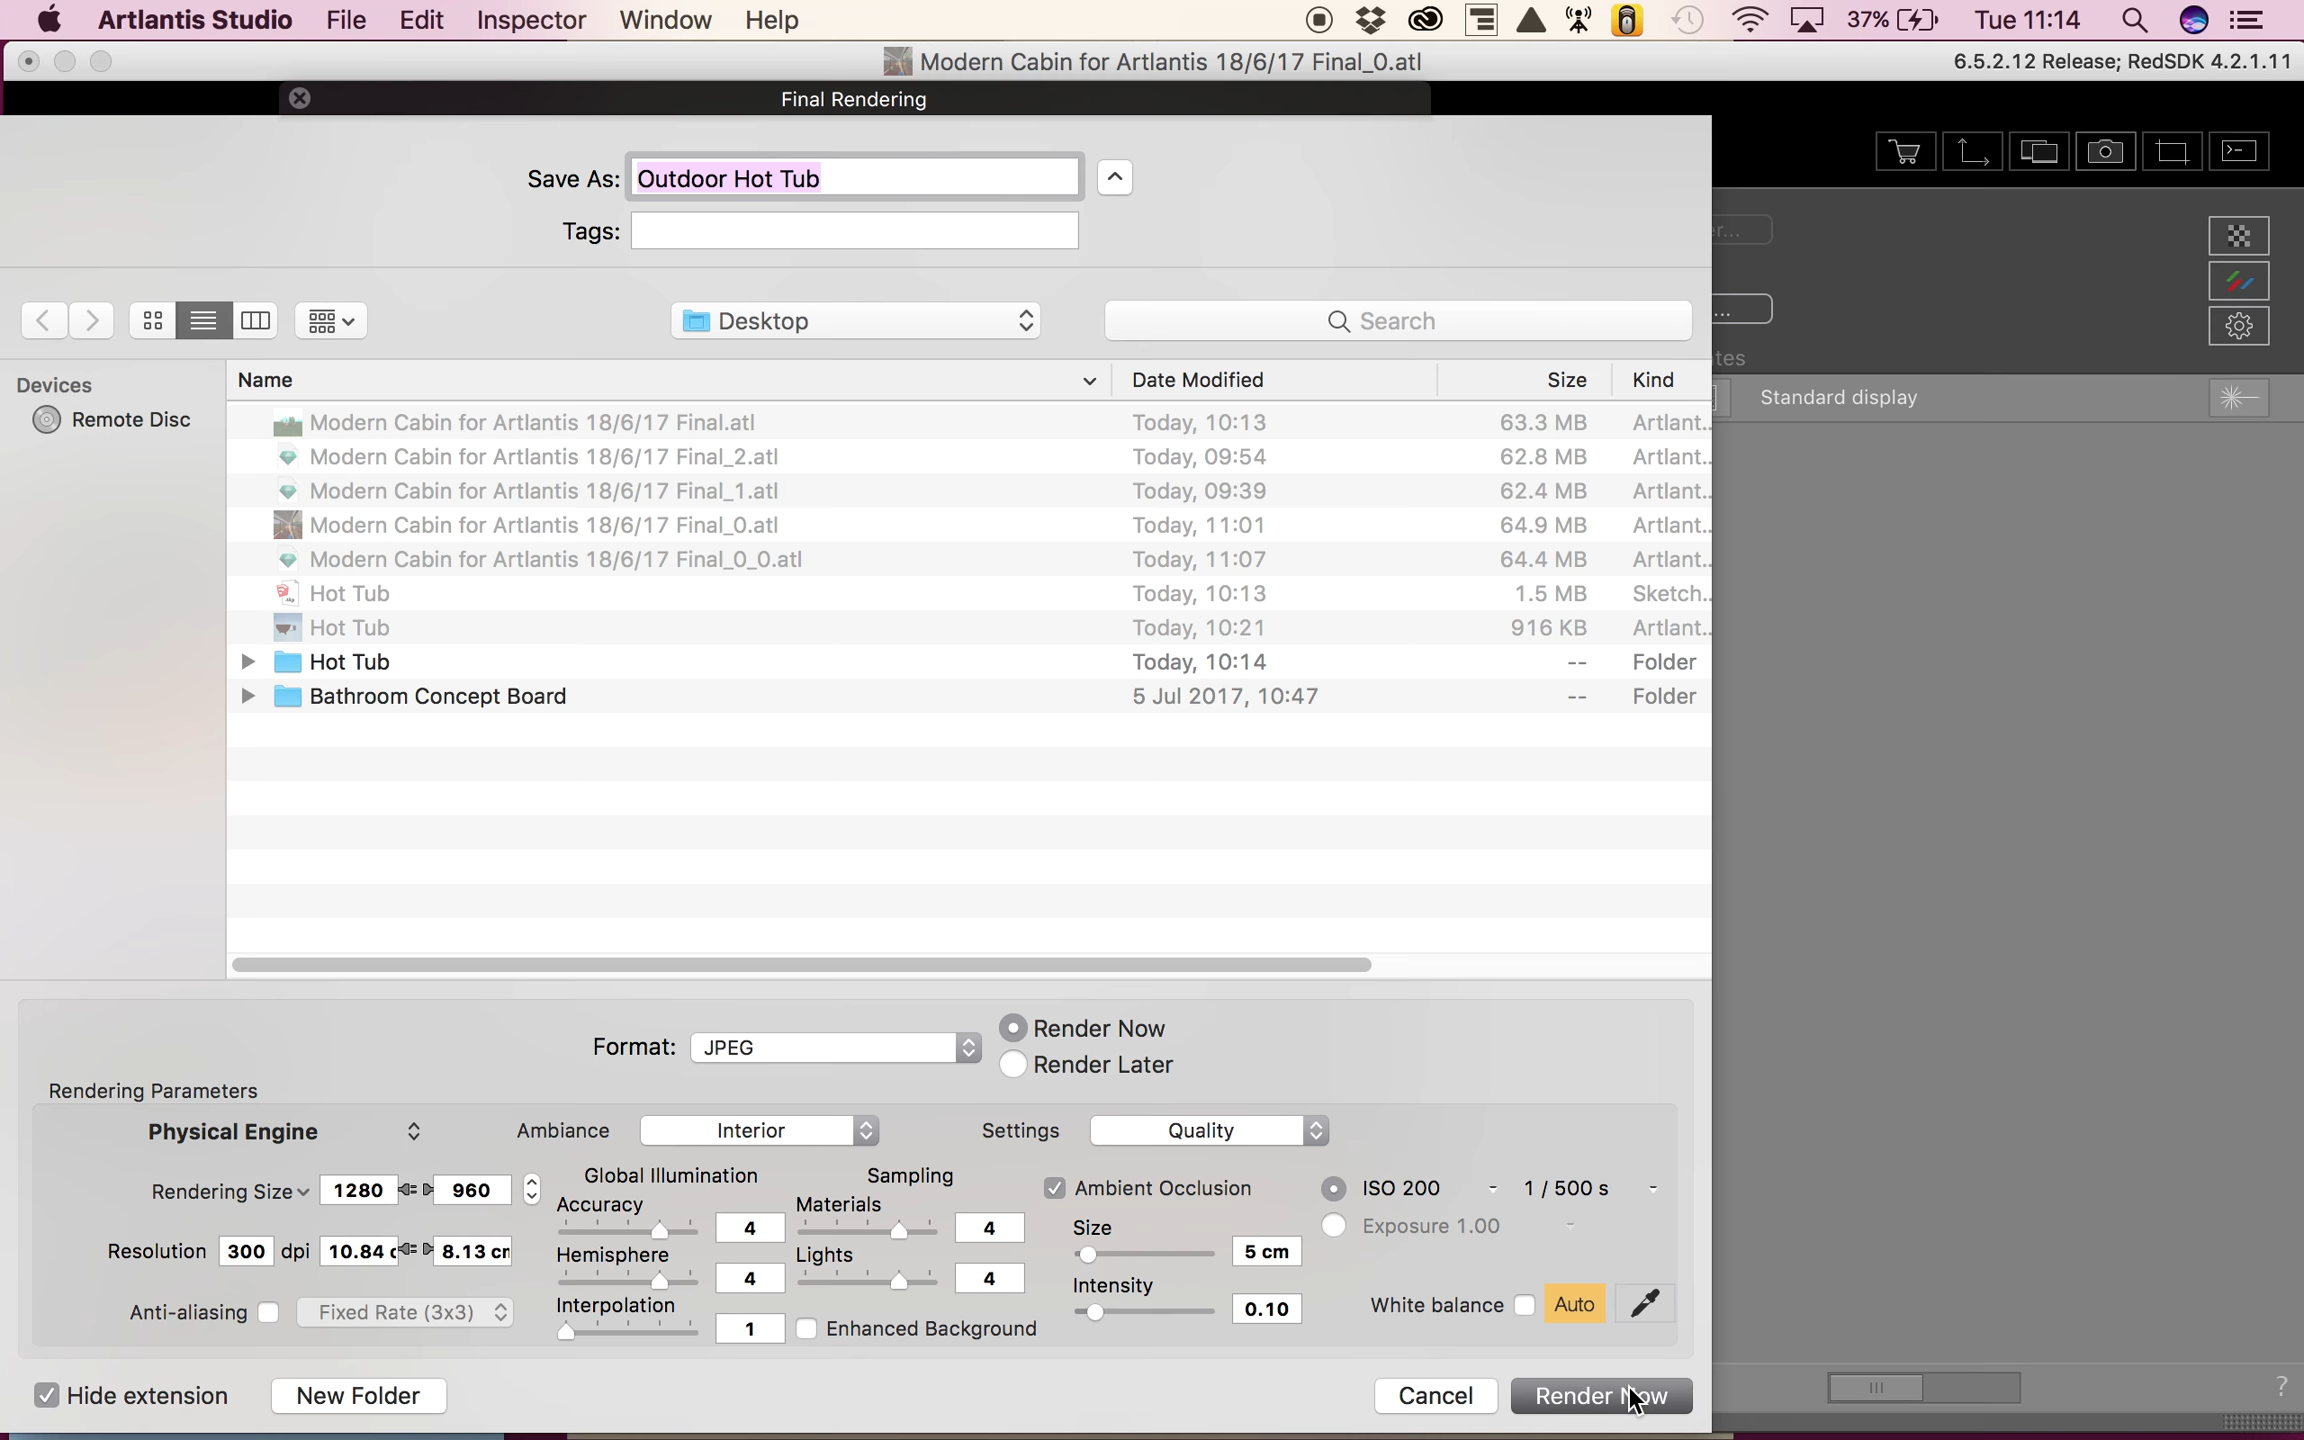 Artlantis Studio File Edit Inspector Window Help 37% Tue 11:14
Modern Cabin for Artlantis 18/6/17 Final_0.atl 6.5.2.12 Release; RedSDK 4.2.1.11
Final Rendering
Save As: Outdoor Hot Tub
Tags:
Desktop Search
Name Date Modified Size Kind
Devices
Remote Disc
Modern Cabin for Artlantis 18/6/17 Final.atl Today, 10:13 63.3 MB Artlant..
Modern Cabin for Artlantis 18/6/17 Final_2.atl Today, 09:54 62.8 MB Artlant..
Modern Cabin for Artlantis 18/6/17 Final_1.atl Today, 09:39 62.4 MB Artlant..
Modern Cabin for Artlantis 18/6/17 Final_0.atl Today, 11:01 64.9 MB Artlant..
Modern Cabin for Artlantis 18/6/17 Final_0_0.atl Today, 11:07 64.4 MB Artlant..
Hot Tub Today, 10:13 1.5 MB Sketch..
Hot Tub Today, 10:21 916 KB Artlant..
Hot Tub Today, 10:14 -- Folder
Bathroom Concept Board 5 Jul 2017, 10:47 -- Folder
Standard display
Format: JPEG
Render Now
Render Later
Rendering Parameters
Physical Engine Ambiance Interior Settings Quality
Rendering Size 1280 960
Resolution 300 dpi 10.84 c 8.13 cm
Anti-aliasing Fixed Rate (3x3)
Global Illumination
Accuracy 4
Hemisphere 4
Interpolation 1
Sampling
Materials 4
Lights 4
Enhanced Background
Ambient Occlusion
Size 5 cm
Intensity 0.10
ISO 200 1 / 500 s
Exposure 1.00
White balance Auto
Hide extension New Folder Cancel Render Now
?